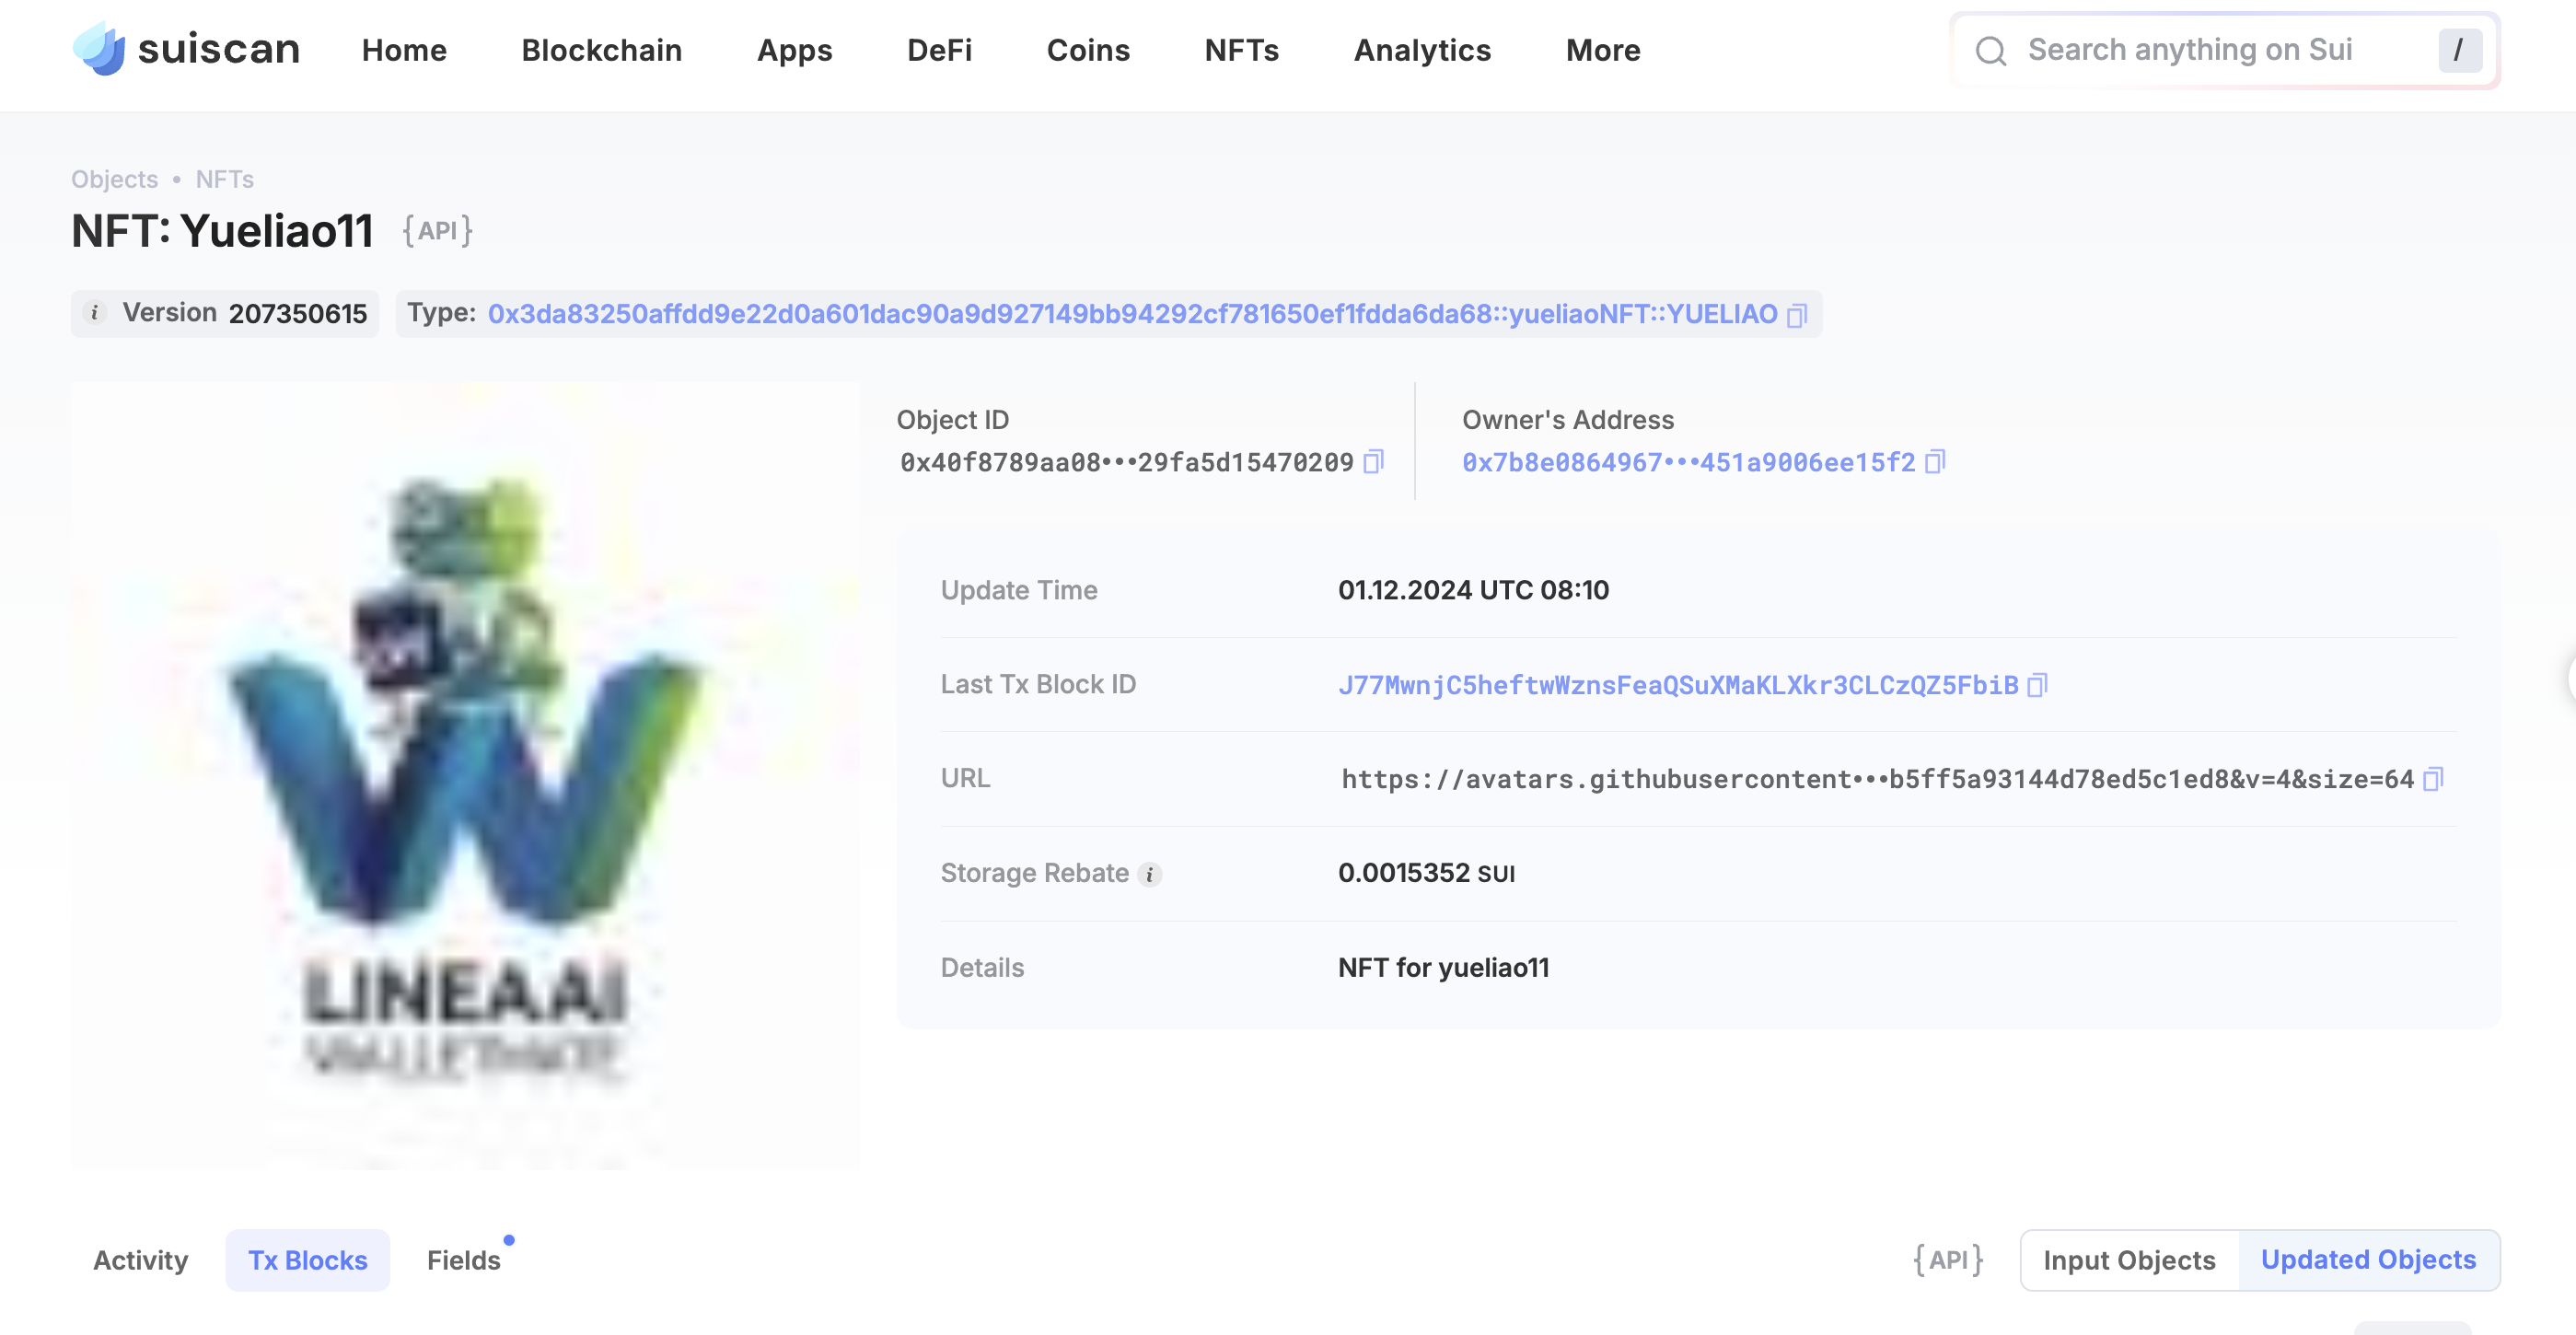 suiscan Home Blockchain Apps DeFi Coins NFTs Analytics More Search anything on Sui /
Objects • NFTs
NFT: Yueliao11 {API}
i Version 207350615 Type: 0x3da83250affdd9e22d0a601dac90a9d927149bb94292cf781650ef1fdda6da68::yueliaoNFT::YUELIAO
Object ID Owner's Address
0x40f8789aa08•••29fa5d15470209 0x7b8e0864967•••451a9006ee15f2
Update Time 01.12.2024 UTC 08:10
Last Tx Block ID J77MwnjC5heftwWznsFeaQSuXMaKLXkr3CLCzQZ5FbiB
URL https://avatars.githubusercontent•••b5ff5a93144d78ed5c1ed8&v=4&size=64
Storage Rebate i 0.0015352 SUI
Details NFT for yueliao11
LINEA AI
Activity Tx Blocks Fields {API} Input Objects Updated Objects